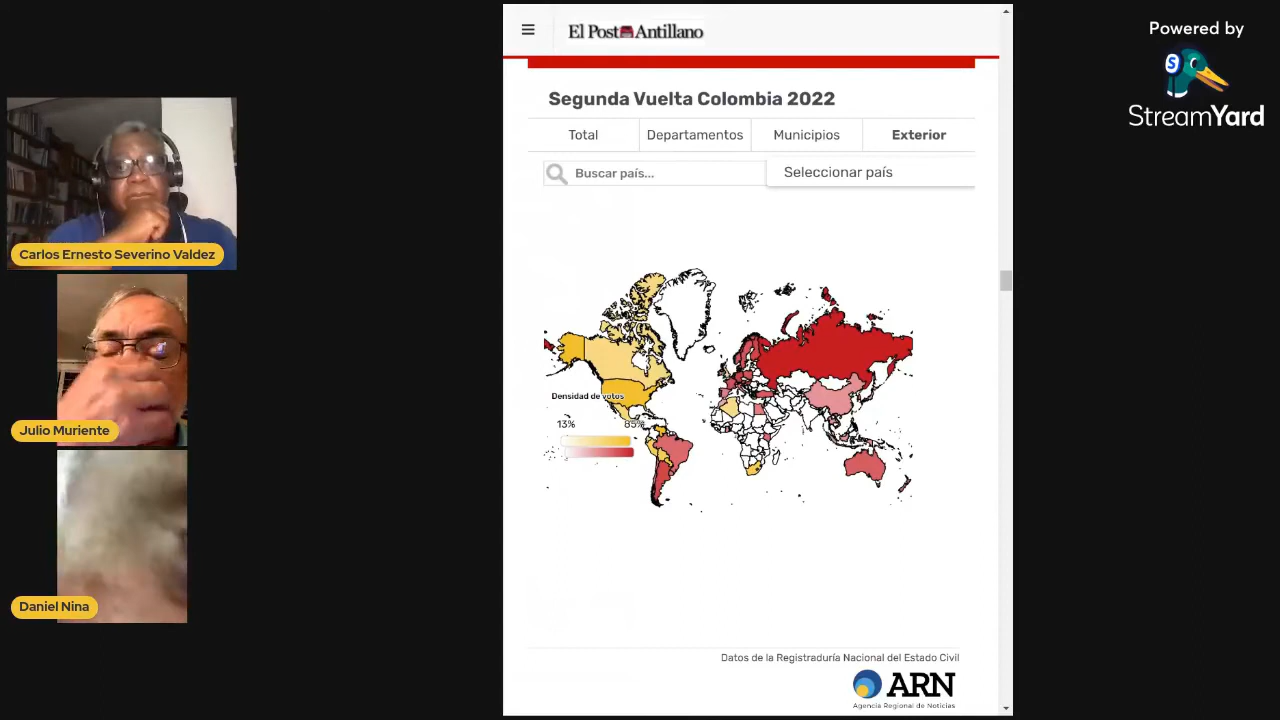 El Post Antillano
Segunda Vuelta Colombia 2022
Total
Departamentos
Municipios
Exterior
Buscar país...
Seleccionar país
Densidad de votos
13%
85%
Datos de la Registraduría Nacional del Estado Civil
ARN
Agencia Regional de Noticias
Carlos Ernesto Severino Valdez
Julio Muriente
Daniel Nina
Powered by
S
StreamYard